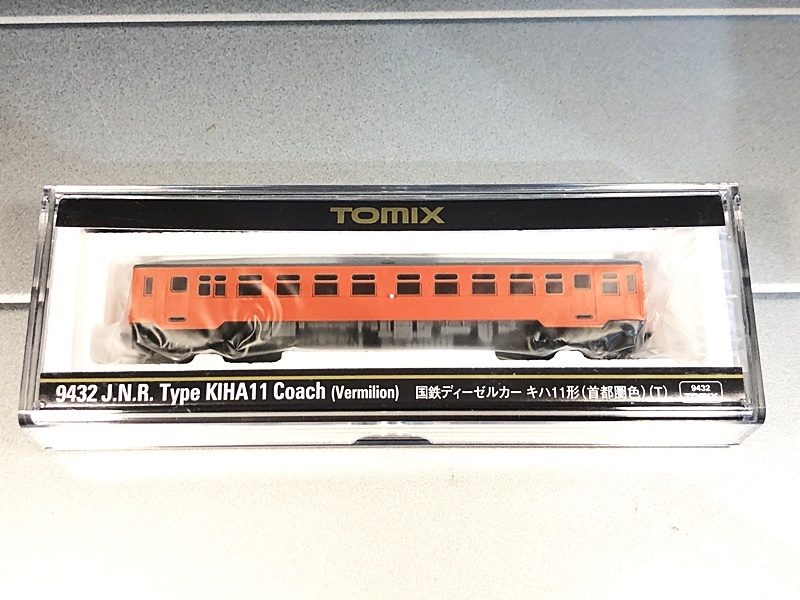 TOMIX
9432 J.N.R. Type KIHA11 Coach (Vermilion) 国鉄ディーゼルカー キハ11形(首都圏色)(T)
9432
TOMIX